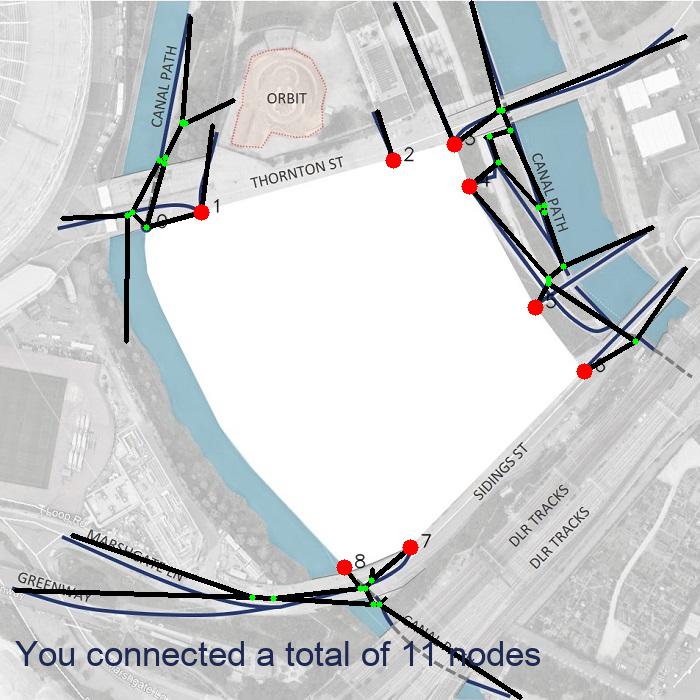 CANAL PATH
ORBIT
THORNTON ST
2
3
1
0
4
CANAL PATH
5
6
SIDINGS ST
DLR TRACKS
DLR TRACKS
7
8
MARSHGATE LN
GREENWAY
You connected a total of 11 nodes